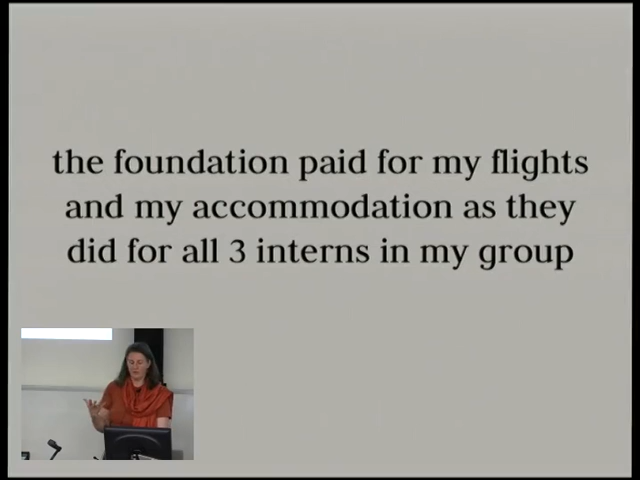 the foundation paid for my flights
and my accommodation as they
did for all 3 interns in my group